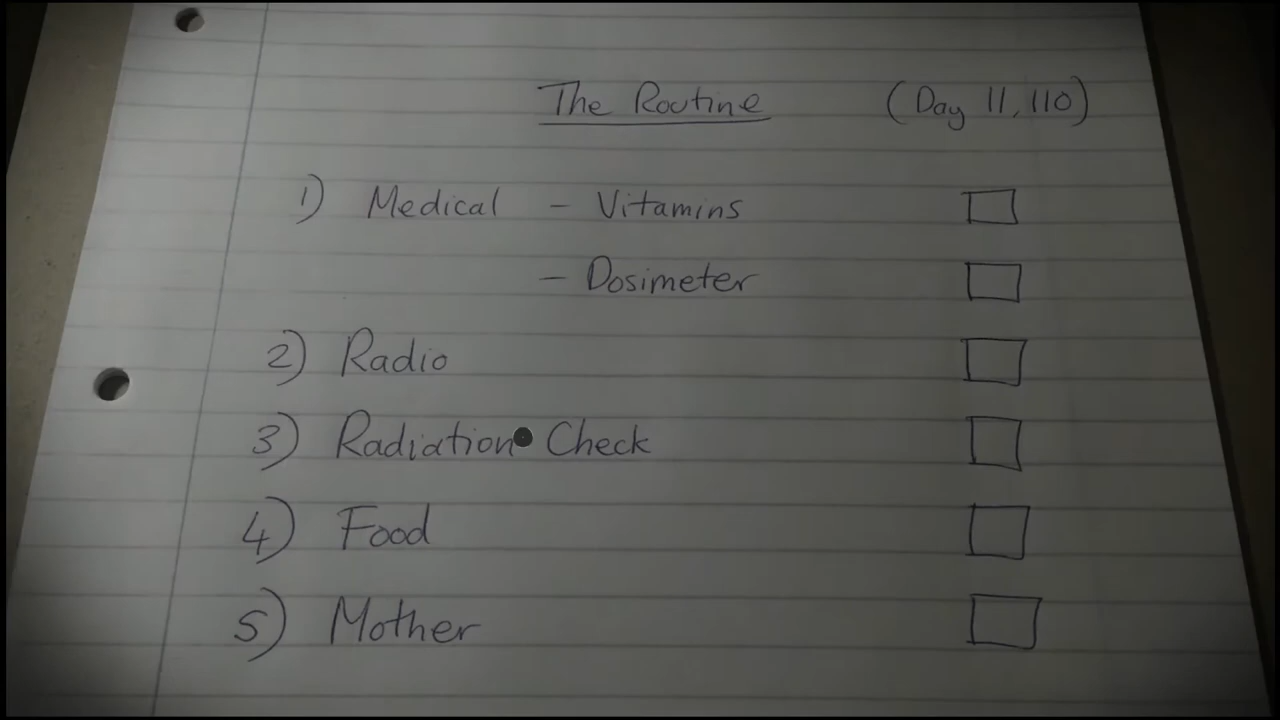 The Routine (Day 11,110)
1) Medical - Vitamins
- Dosimeter
2) Radio
3) Radiation Check
4) Food
5) Mother